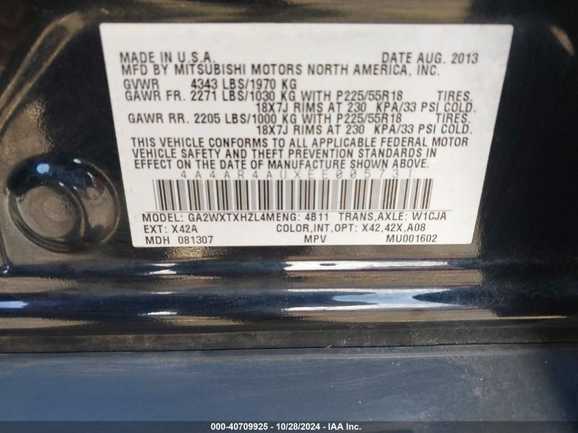 MADE IN U.S.A. DATE AUG. 2013
MFD BY MITSUBISHI MOTORS NORTH AMERICA, INC.
GVWR 4343 LBS/1970 KG
GAWR FR. 2271 LBS/1030 KG WITH P225/55R18 TIRES,
18X7J RIMS AT 230 KPA/33 PSI COLD.
GAWR RR. 2205 LBS/1000 KG WITH P225/55R18 TIRES,
18X7J RIMS AT 230 KPA/33 PSI COLD.
THIS VEHICLE CONFORMS TO ALL APPLICABLE FEDERAL MOTOR
VEHICLE SAFETY AND THEFT PREVENTION STANDARDS IN
EFFECT ON THE DATE OF MANUFACTURE SHOWN ABOVE.
4A4AR4AUXEE005731
MODEL: GA2WXTXHZL4M ENG: 4B11 TRANS,AXLE: W1CJA
EXT: X42A COLOR,INT,OPT: X42,42X,A08
MDH 081307 MPV MU001602
000-40709925 - 10/28/2024 - IAA Inc.